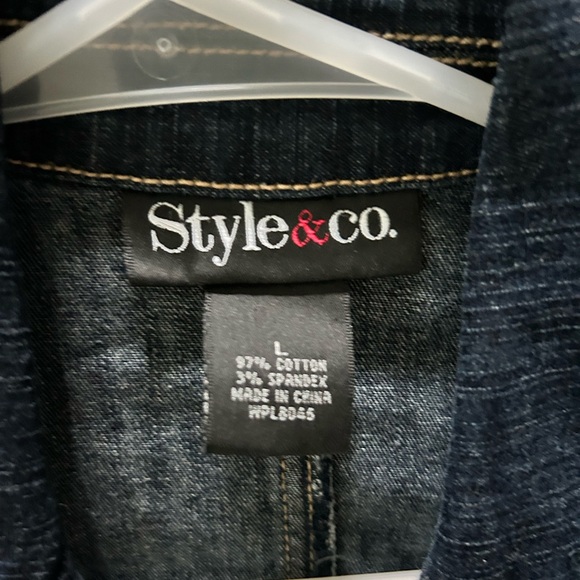 Style&co.
L
97% COTTON
3% SPANDEX
MADE IN CHINA
WPL8046